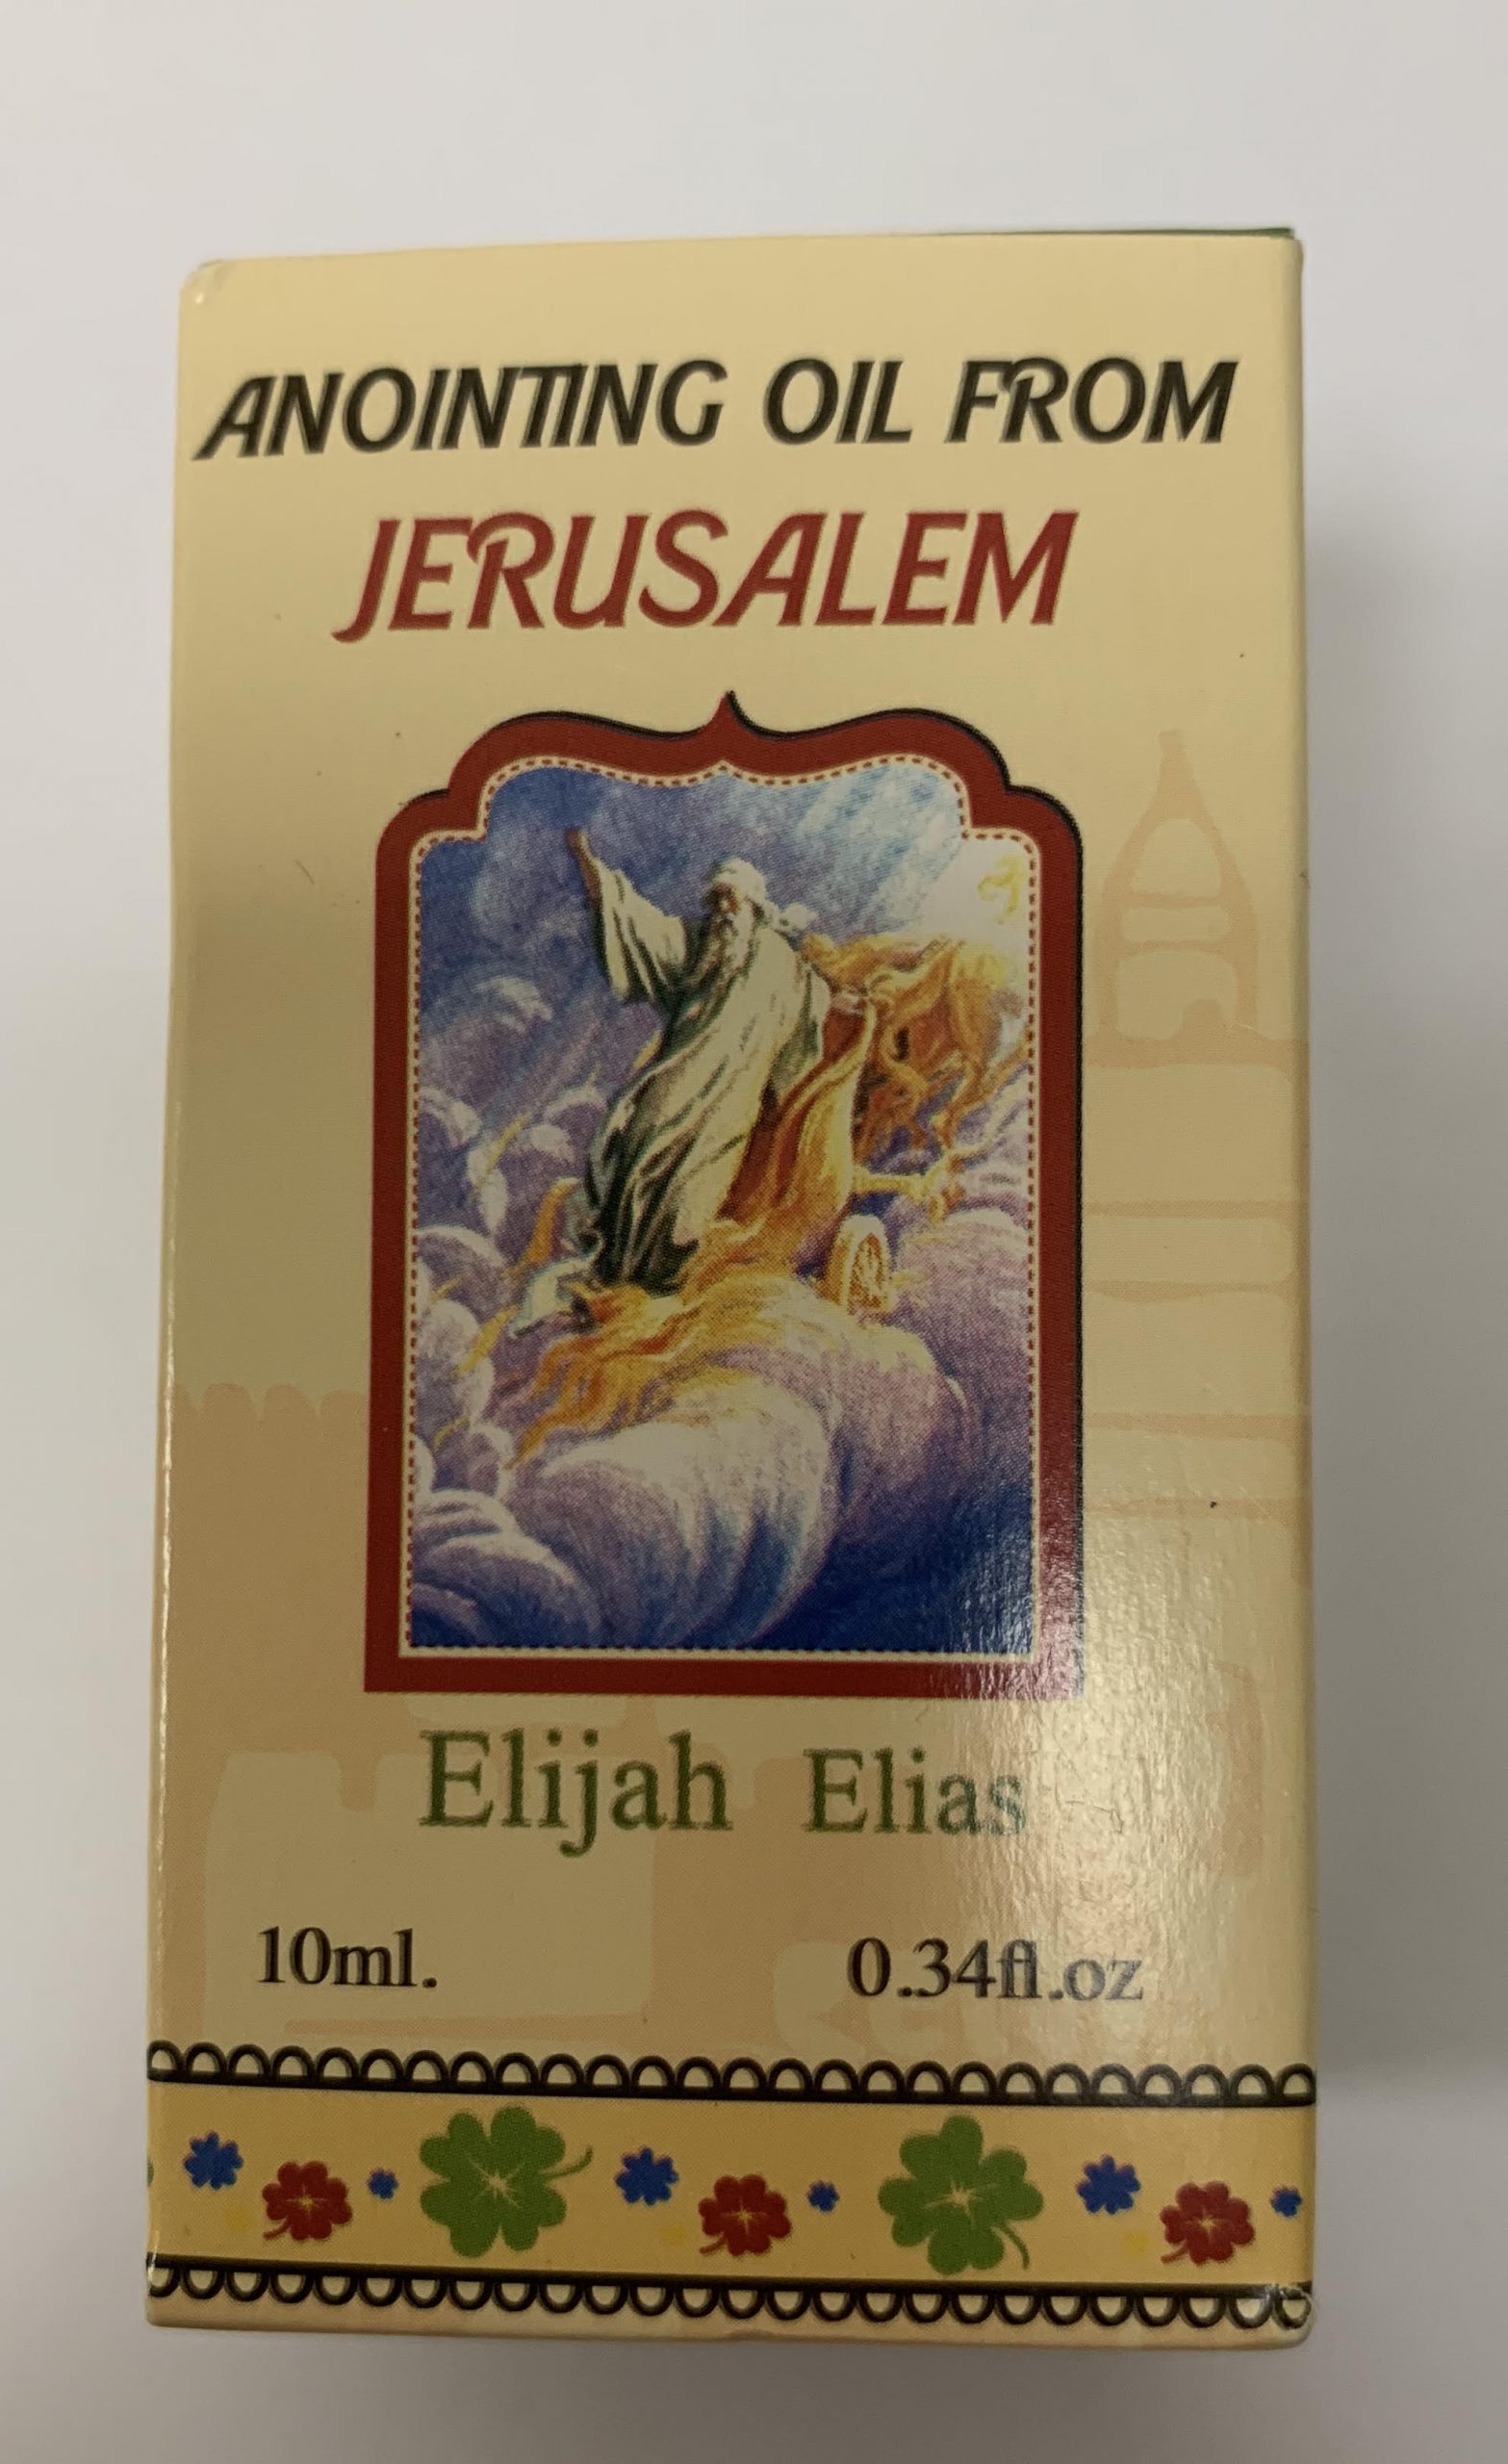 ANOINTING OIL FROM
JERUSALEM
Elijah Elias
10ml. 0.34fl.oz